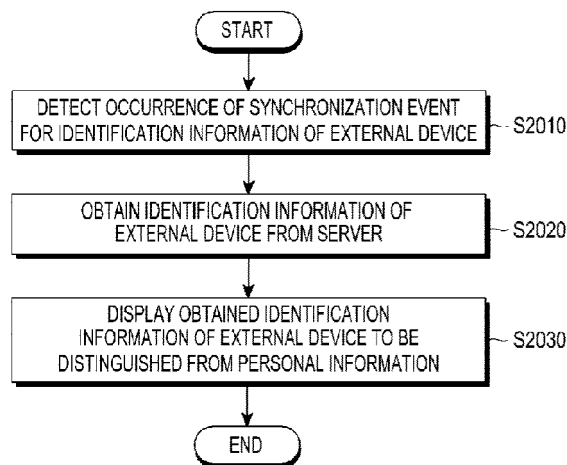 START
DETECT OCCURRENCE OF SYNCHRONIZATION EVENT
FOR IDENTIFICATION INFORMATION OF EXTERNAL DEVICE
S2010
OBTAIN IDENTIFICATION INFORMATION OF
EXTERNAL DEVICE FROM SERVER
S2020
DISPLAY OBTAINED IDENTIFICATION
INFORMATION OF EXTERNAL DEVICE TO BE
DISTINGUISHED FROM PERSONAL INFORMATION
S2030
END